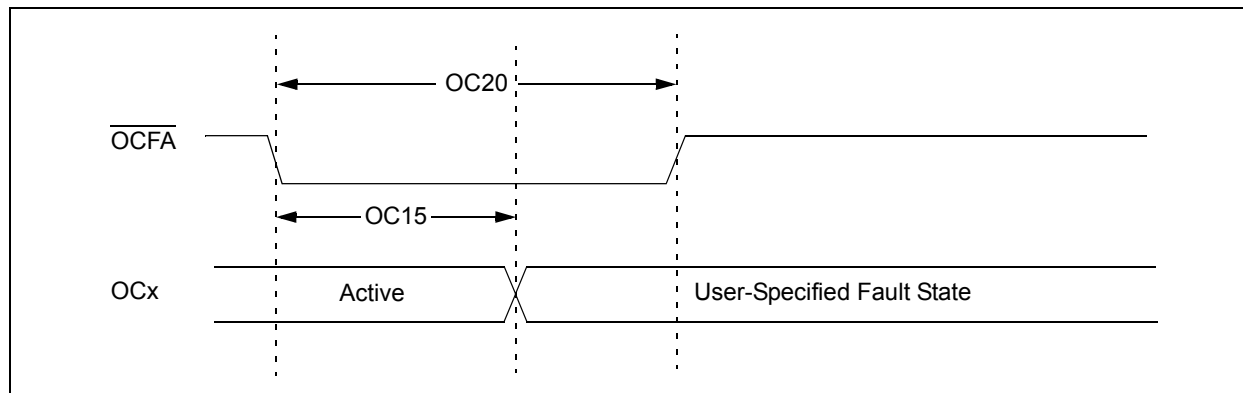 OC20
OCFA
OC15
OCx
Active
User-Specified Fault State